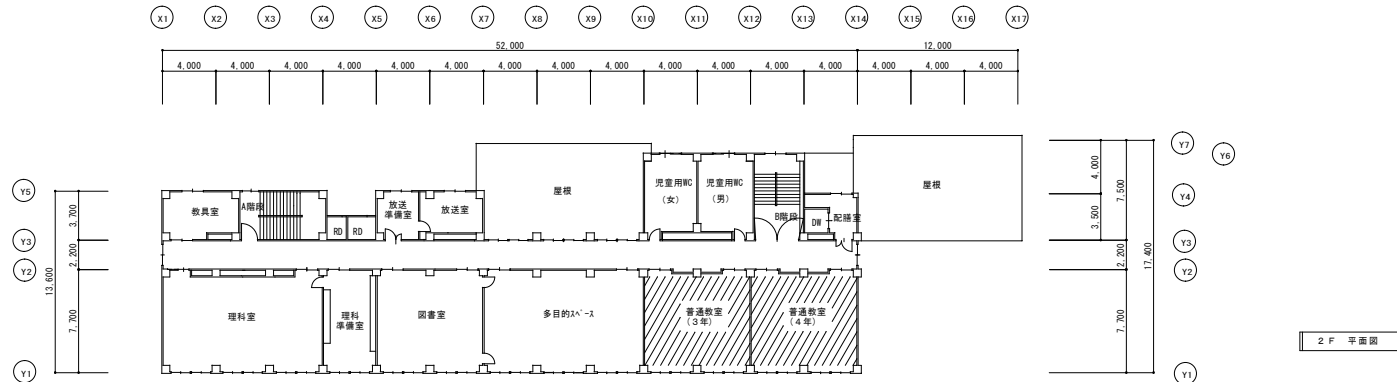 X1 X2 X3 X4 X5 X6 X7 X8 X9 X10 X11 X12 X13 X14 X15 X16 X17
52,000 12,000
4,000 4,000 4,000 4,000 4,000 4,000 4,000 4,000 4,000 4,000 4,000 4,000 4,000 4,000 4,000 4,000
Y5
Y3
Y2
Y1
3,700
2,200
7,700
13,600
教具室
A階段
RD
RD
放送
準備室
放送室
屋根
児童用WC
(女)
児童用WC
(男)
B階段
DW
配膳室
屋根
理科室
理科
準備室
図書室
多目的スペース
普通教室
(3年)
普通教室
(4年)
4,000
3,500
7,500
2,200
7,700
17,400
Y7
Y6
Y4
Y3
Y2
Y1
2F 平面図